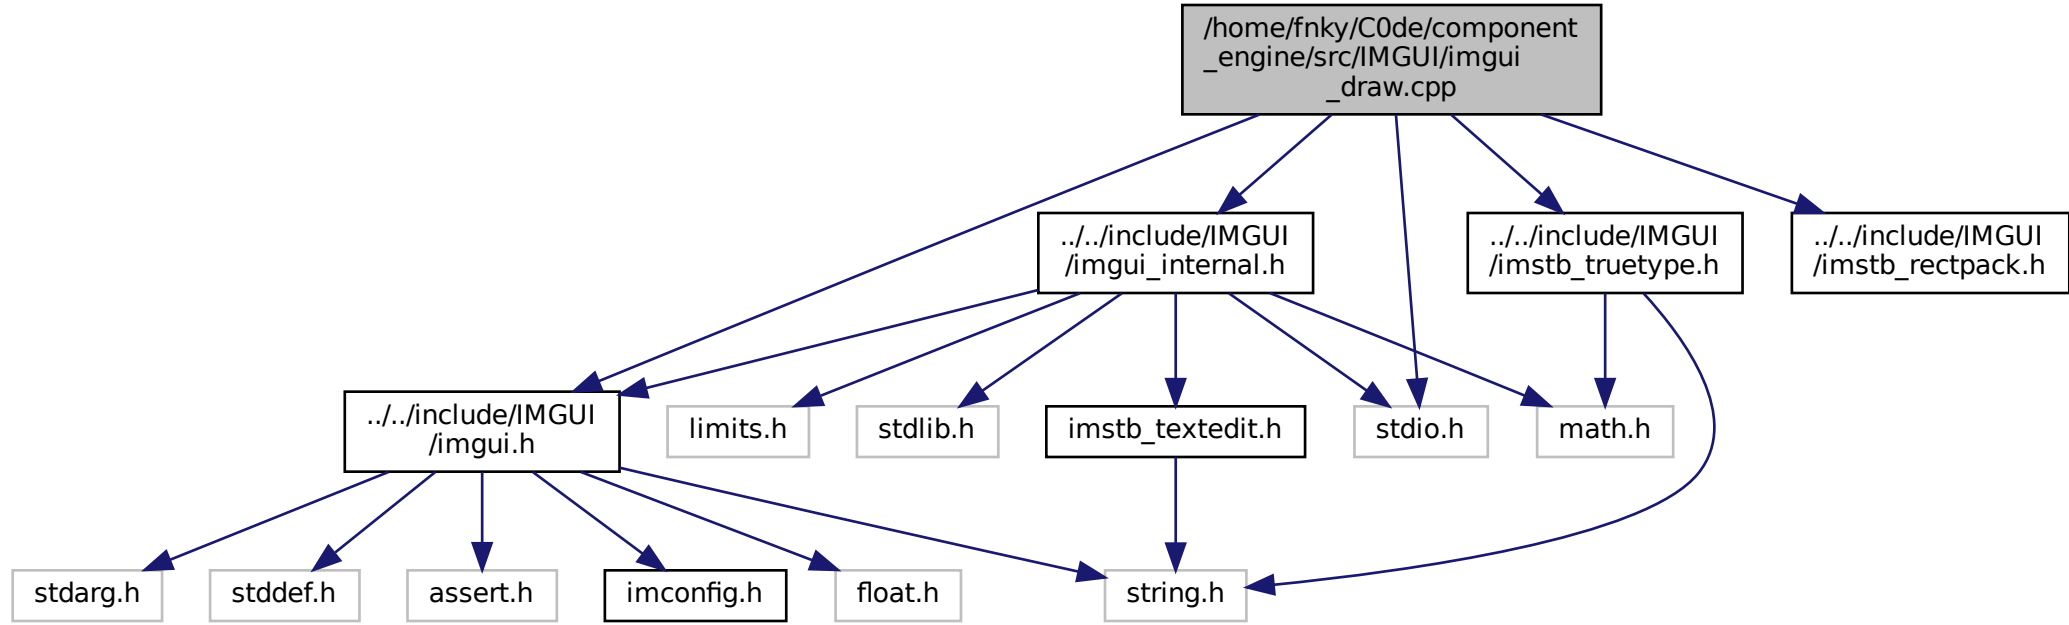 /home/fnky/C0de/component
_engine/src/IMGUI/imgui
_draw.cpp
../../include/IMGUI
/imgui_internal.h
../../include/IMGUI
/imstb_truetype.h
../../include/IMGUI
/imstb_rectpack.h
../../include/IMGUI
/imgui.h
limits.h
stdlib.h
imstb_textedit.h
stdio.h
math.h
stdarg.h
stddef.h
assert.h
imconfig.h
float.h
string.h